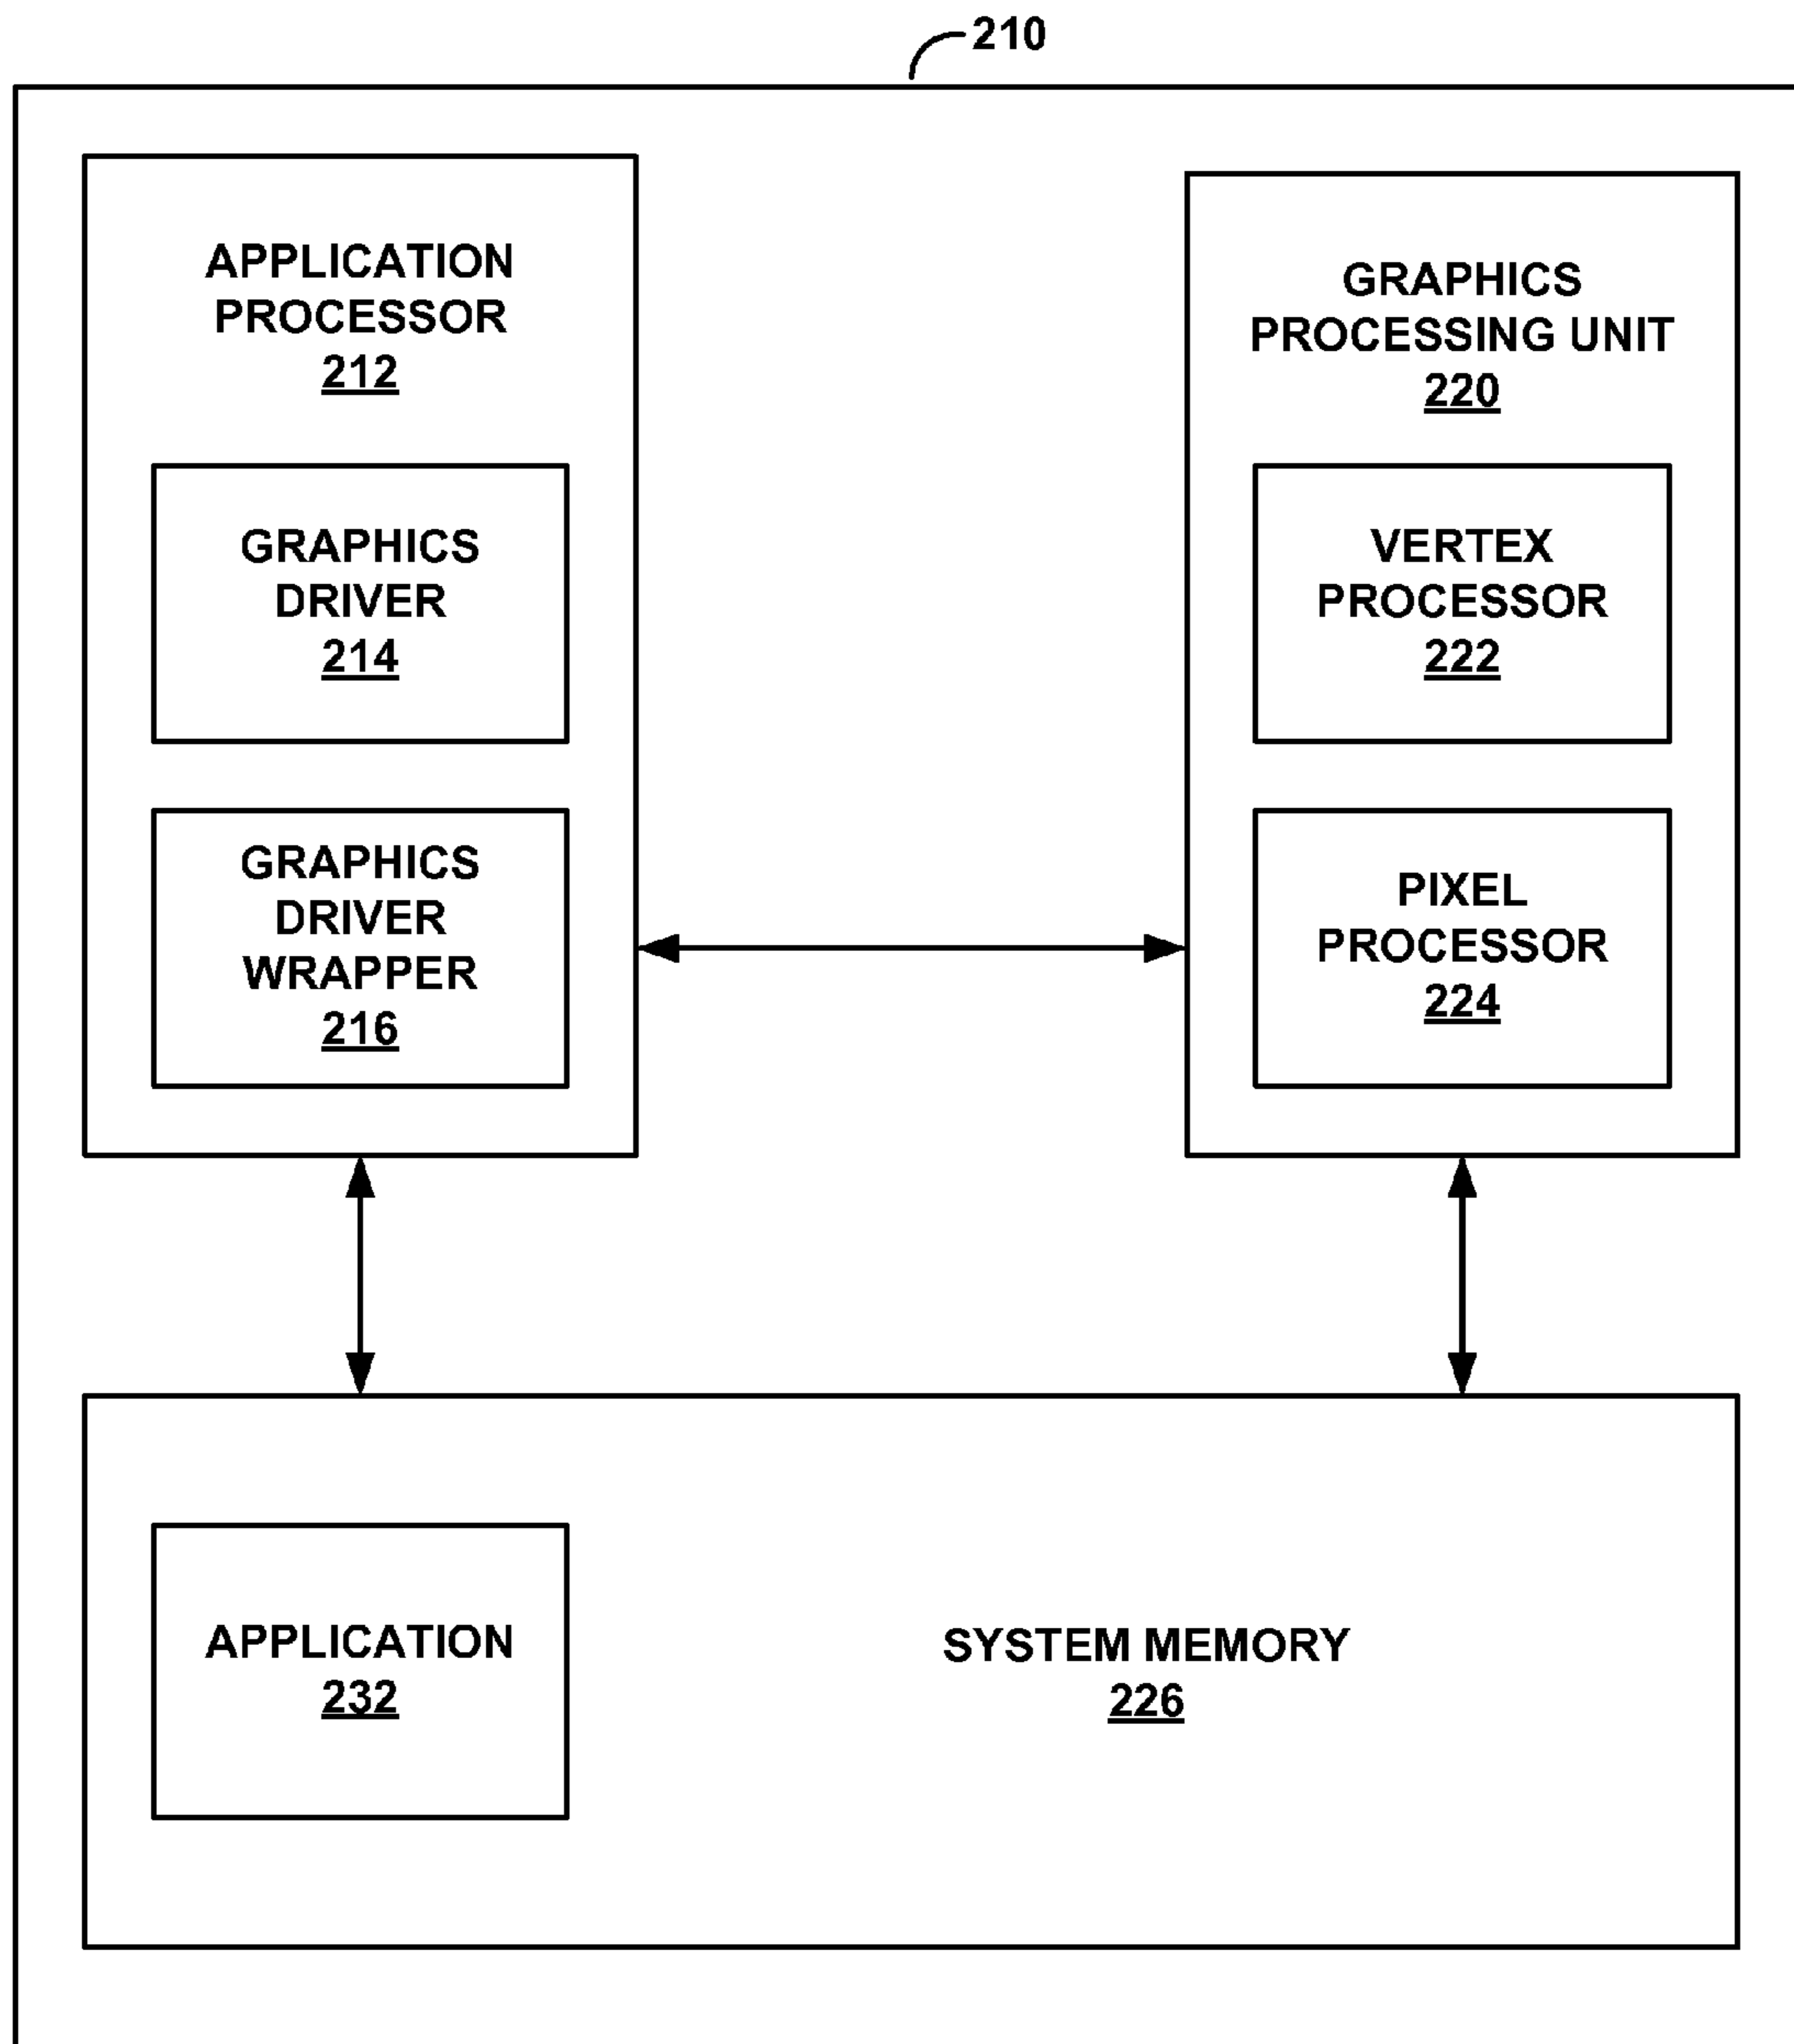 210
APPLICATION
PROCESSOR
212
GRAPHICS
DRIVER
214
GRAPHICS
DRIVER
WRAPPER
216
GRAPHICS
PROCESSING UNIT
220
VERTEX
PROCESSOR
222
PIXEL
PROCESSOR
224
APPLICATION
232
SYSTEM MEMORY
226